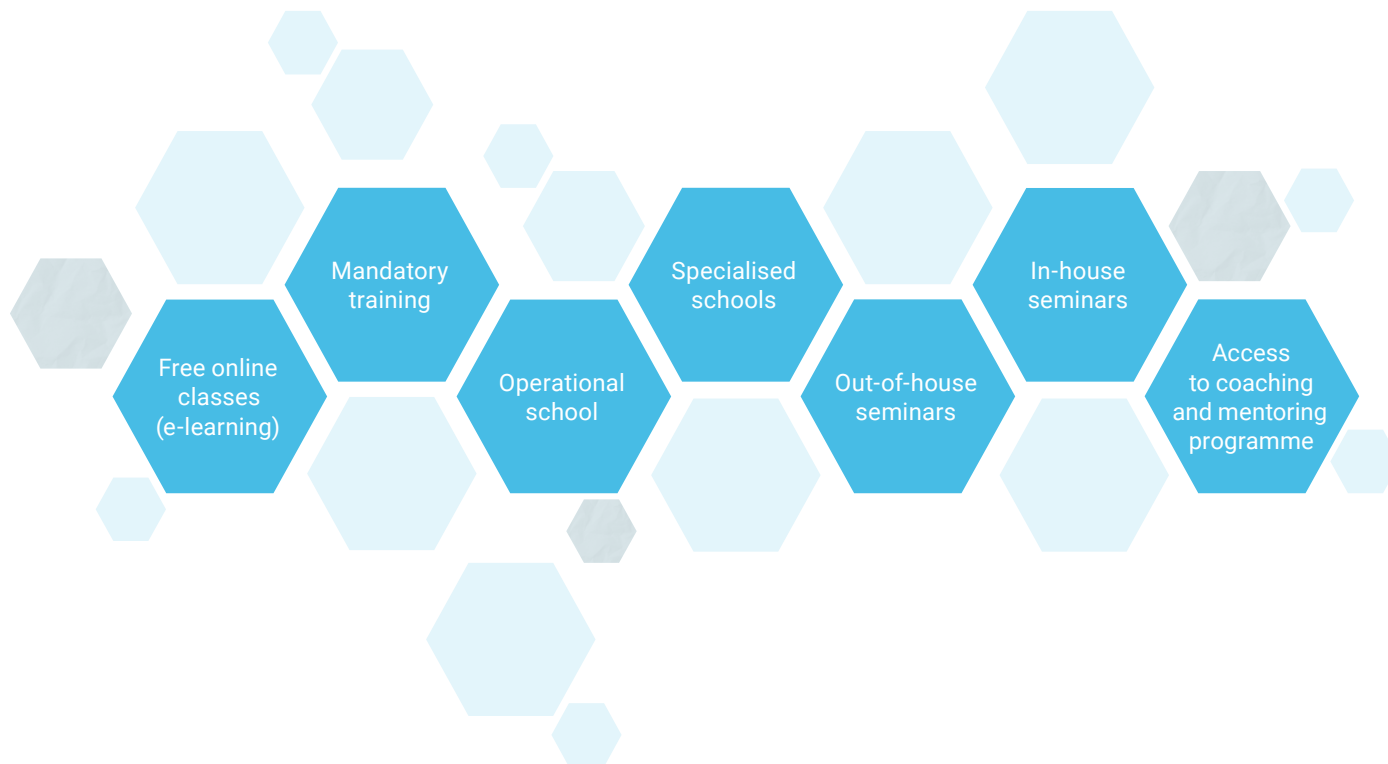 Free online
classes
(e-learning)
Mandatory
training
Operational
school
Specialised
schools
Out-of-house
seminars
In-house
seminars
Access
to coaching
and mentoring
programme